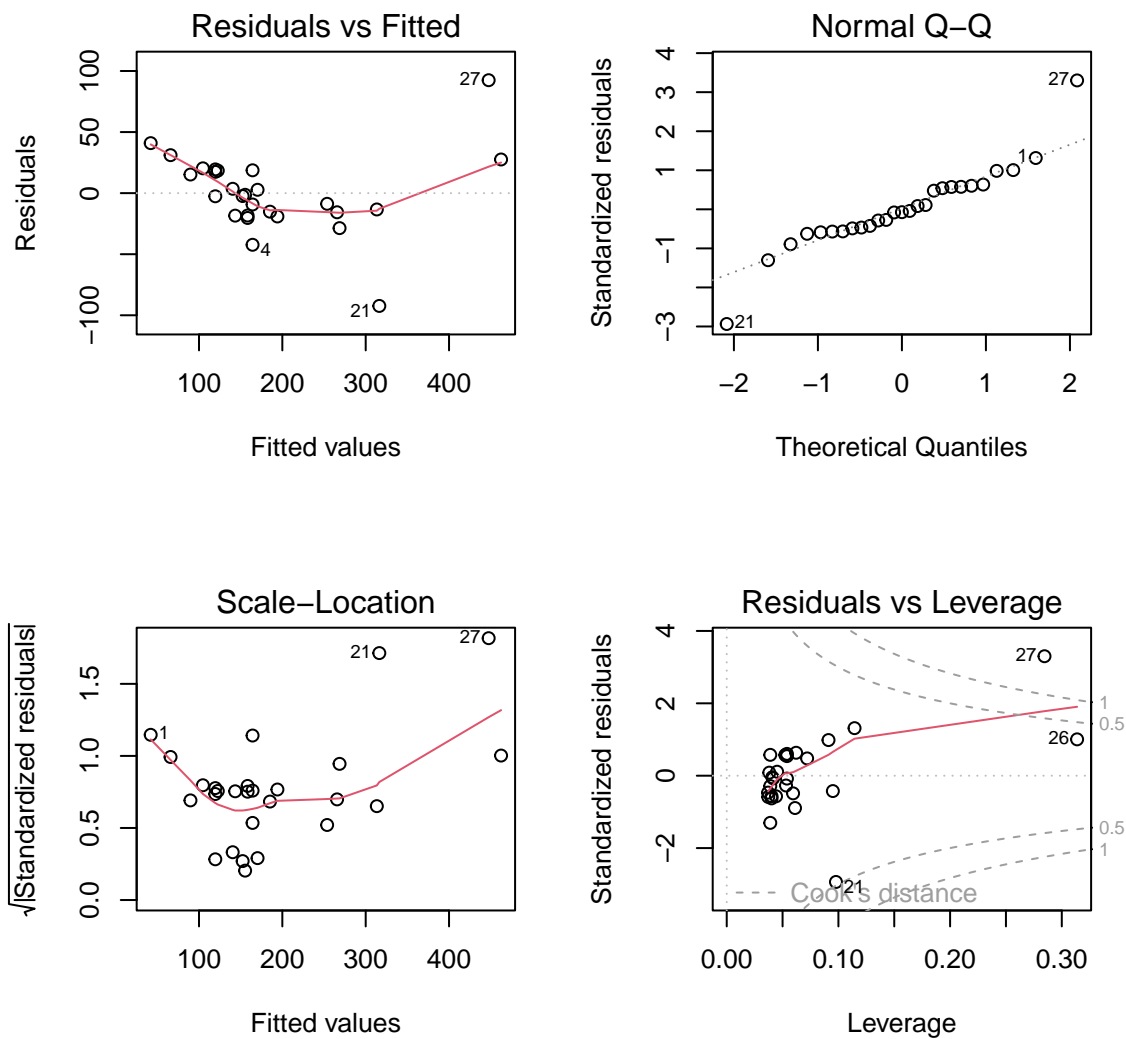 Residuals vs Fitted
Residuals
100
50
0
−100
27
4
21
100 200 300 400
Fitted values
Normal Q−Q
Standardized residuals
4
3
2
1
−1
−3
27
1
21
−2 −1 0 1 2
Theoretical Quantiles
Scale−Location
√|Standardized residuals|
1.5
1.0
0.5
0.0
27
21
1
100 200 300 400
Fitted values
Residuals vs Leverage
Standardized residuals
4
2
0
−2
27
1
0.5
26
0.5
1
21
Cook's distance
0.00 0.10 0.20 0.30
Leverage